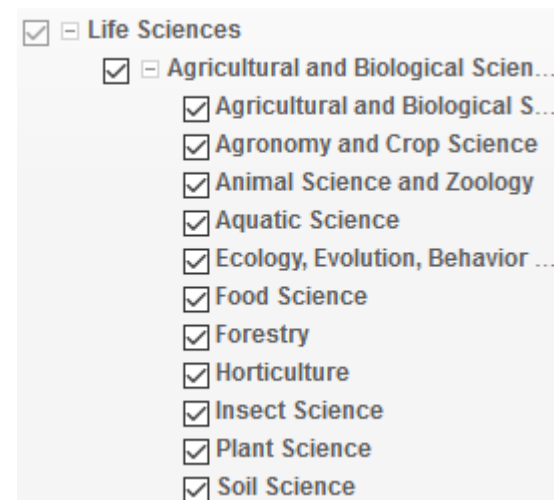 Life Sciences
Agricultural and Biological Scien...
Agricultural and Biological S...
Agronomy and Crop Science
Animal Science and Zoology
Aquatic Science
Ecology, Evolution, Behavior ...
Food Science
Forestry
Horticulture
Insect Science
Plant Science
Soil Science